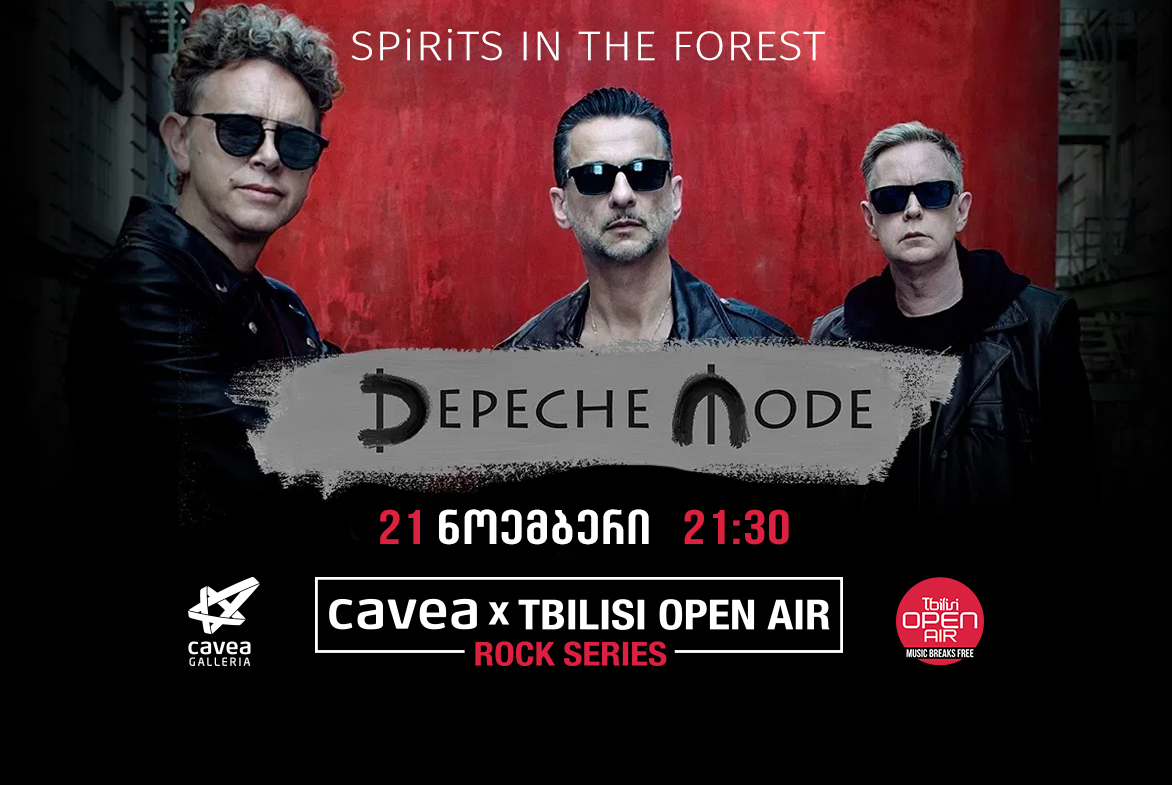 SPiRiTS IN THE FOREST
DEPECHE MODE
21 ნოემბერი 21:30
cavea x TBILISI OPEN AIR
ROCK SERIES
cavea
GALLERIA
Tbilisi
OPEN
AIR
MUSIC BREAKS FREE